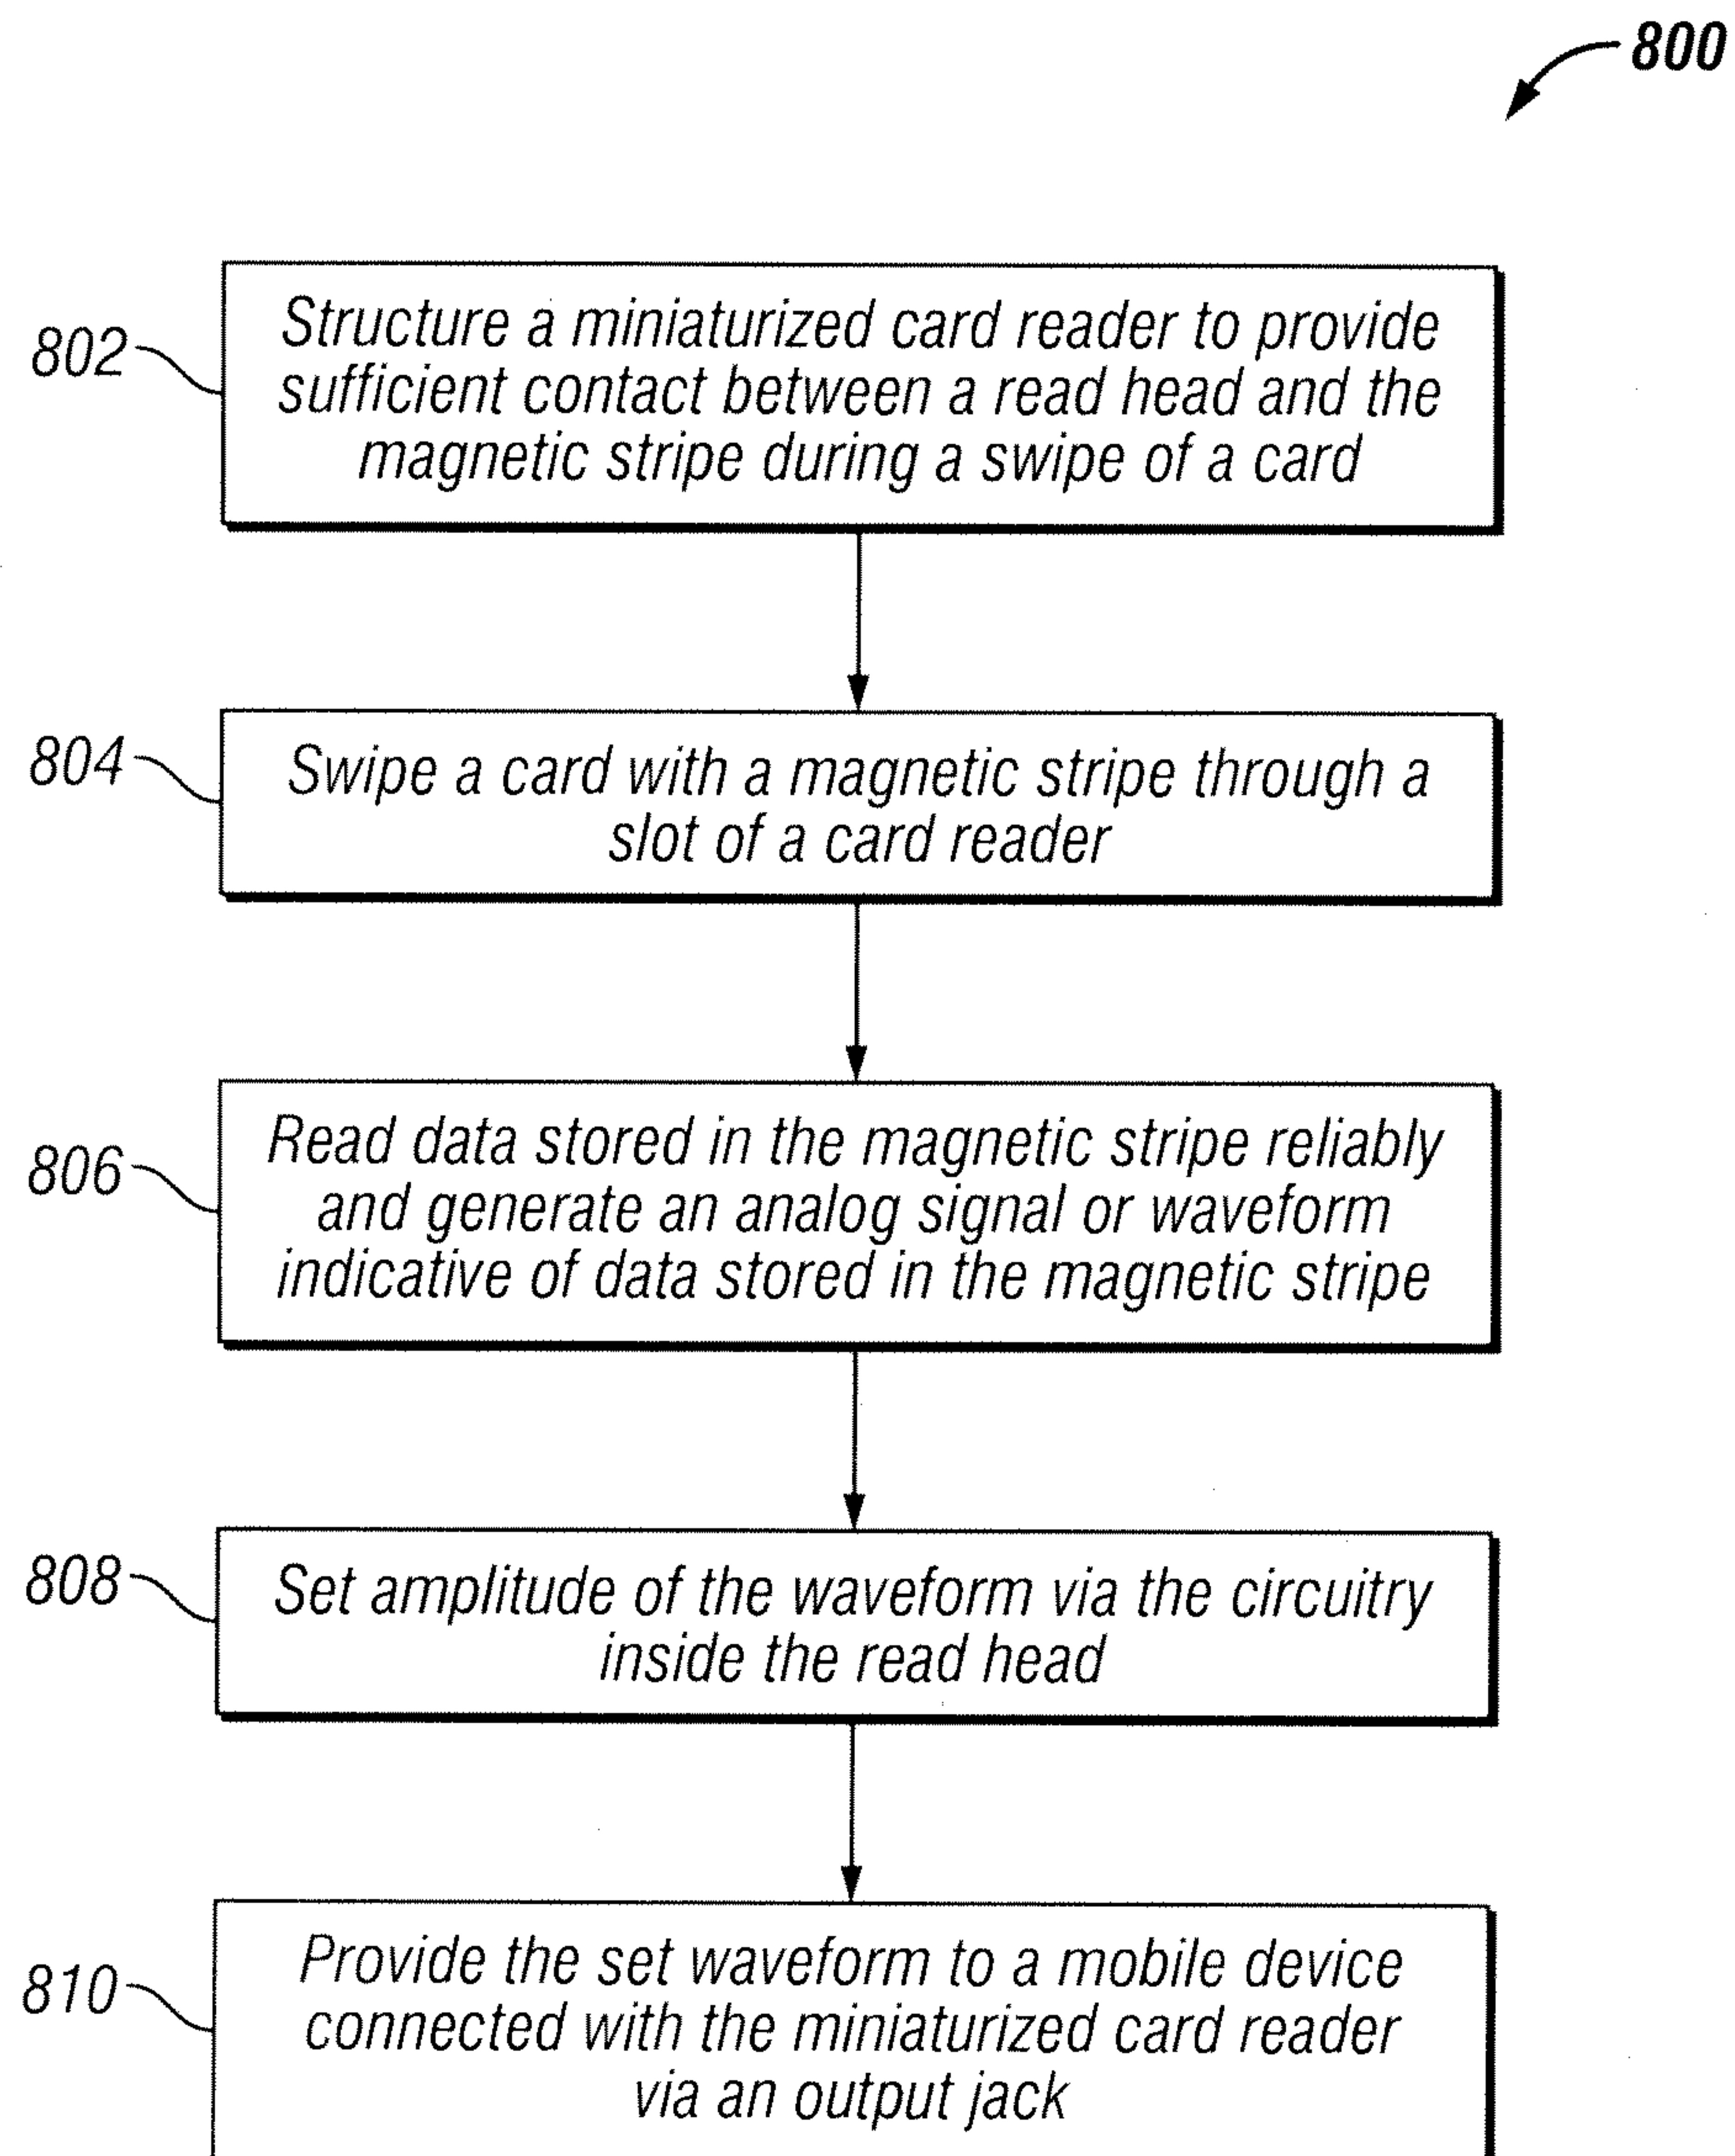 800
802
Structure a miniaturized card reader to provide
sufficient contact between a read head and the
magnetic stripe during a swipe of a card
804
Swipe a card with a magnetic stripe through a
slot of a card reader
806
Read data stored in the magnetic stripe reliably
and generate an analog signal or waveform
indicative of data stored in the magnetic stripe
808
Set amplitude of the waveform via the circuitry
inside the read head
810
Provide the set waveform to a mobile device
connected with the miniaturized card reader
via an output jack